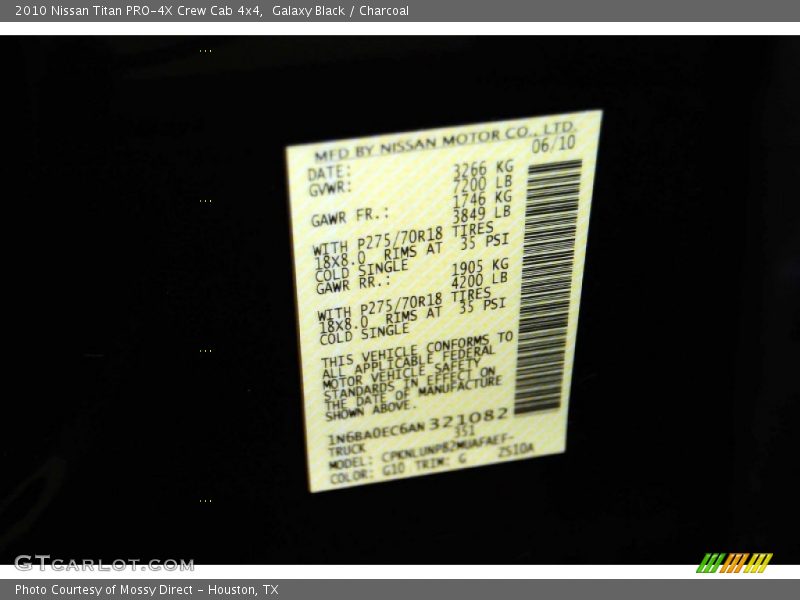 2010 Nissan Titan PRO-4X Crew Cab 4x4,  Galaxy Black / Charcoal
MFD BY NISSAN MOTOR CO., LTD.
DATE: 06/10
GVWR: 3266 KG
7200 LB
1746 KG
GAWR FR.: 3849 LB
WITH P275/70R18 TIRES
18X8.0 RIMS AT 35 PSI
COLD SINGLE
1905 KG
GAWR RR.: 4200 LB
WITH P275/70R18 TIRES
18X8.0 RIMS AT 35 PSI
COLD SINGLE
THIS VEHICLE CONFORMS TO
ALL APPLICABLE FEDERAL
MOTOR VEHICLE SAFETY
STANDARDS IN EFFECT ON
THE DATE OF MANUFACTURE
SHOWN ABOVE.
1N6BA0EC6AN 321082
TRUCK 351
MODEL: CPKNLUNP82MUAFAEF-
COLOR: G10 TRIM: G ZS10A
GTCARLOT.COM
Photo Courtesy of Mossy Direct - Houston, TX